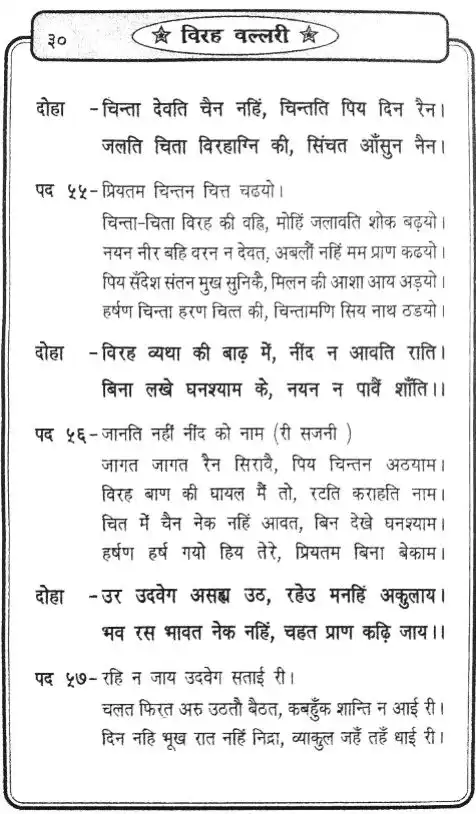 ३०
विरह वल्लरी
दोहा -चिन्ता देवति चैन नहिं, चिन्तति पिय दिन रैन।
जलति चिता विरहाग्नि की, सिंचत आँसुन नैन।
पद ५५-प्रियतम चिन्तन चित्त चढयो।
चिन्ता-चिता विरह की वह्नि, मोहिं जलावति शोक बढ़यो।
नयन नीर बहि वरन न देवत, अबलौं नहिं मम प्राण कढयो।
पिय सँदेश संतन मुख सुनिकै, मिलन की आशा आय अड़यो।
हर्षण चिन्ता हरण चित्त की, चिन्तामणि सिय नाथ ठडयो।
दोहा -विरह व्यथा की बाढ़ में, नींद न आवति राति।
बिना लखे घनश्याम के, नयन न पावैं शाँति।।
पद ५६-जानति नहीं नींद को नाम (री सजनी )
जागत जागत रैन सिरावै, पिय चिन्तन अठयाम।
विरह बाण की घायल मैं तो, रटति कराहति नाम।
चित में चैन नेक नहिं आवत, बिन देखे घनश्याम।
हर्षण हर्ष गयो हिय तेरे, प्रियतम बिना बेकाम।
दोहा -उर उदवेग असह्य उठ, रहेउ मनहिं अकुलाय।
भव रस भावत नेक नहिं, चहत प्राण कढ़ि जाय।।
पद ५७-रहि न जाय उदवेग सताई री।
चलत फिरत अरु उठतौ बैठत, कबहुँक शान्ति न आई री।
दिन नहि भूख रात नहिं निद्रा, व्याकुल जहँ तहँ धाई री।